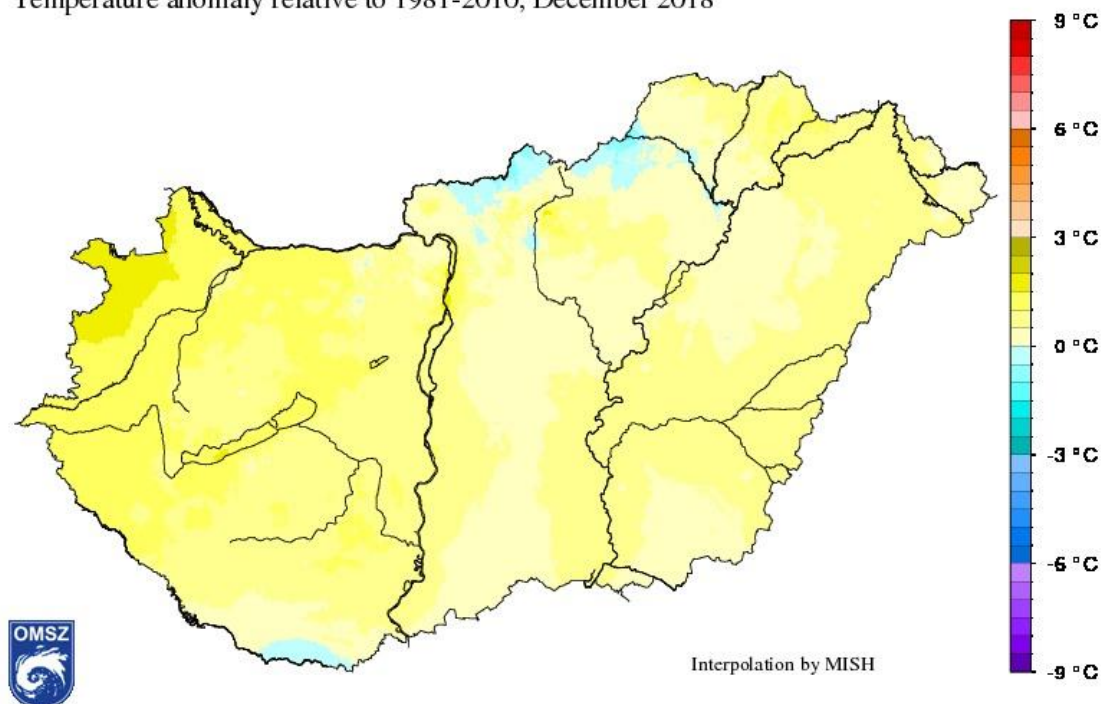 Temperature anomaly relative to 1981-2010, December 2018
9 °C
6 °C
3 °C
0 °C
-3 °C
-6 °C
-9 °C
OMSZ
Interpolation by MISH